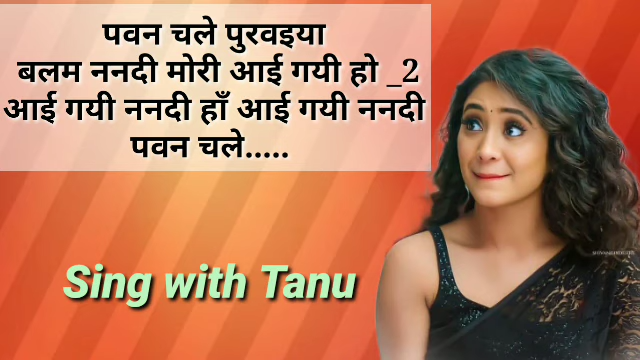 पवन चले पुरवइया
बलम ननदी मोरी आई गयी हो _2
आई गयी ननदी हाँ आई गयी ननदी
पवन चले.....
Sing with Tanu